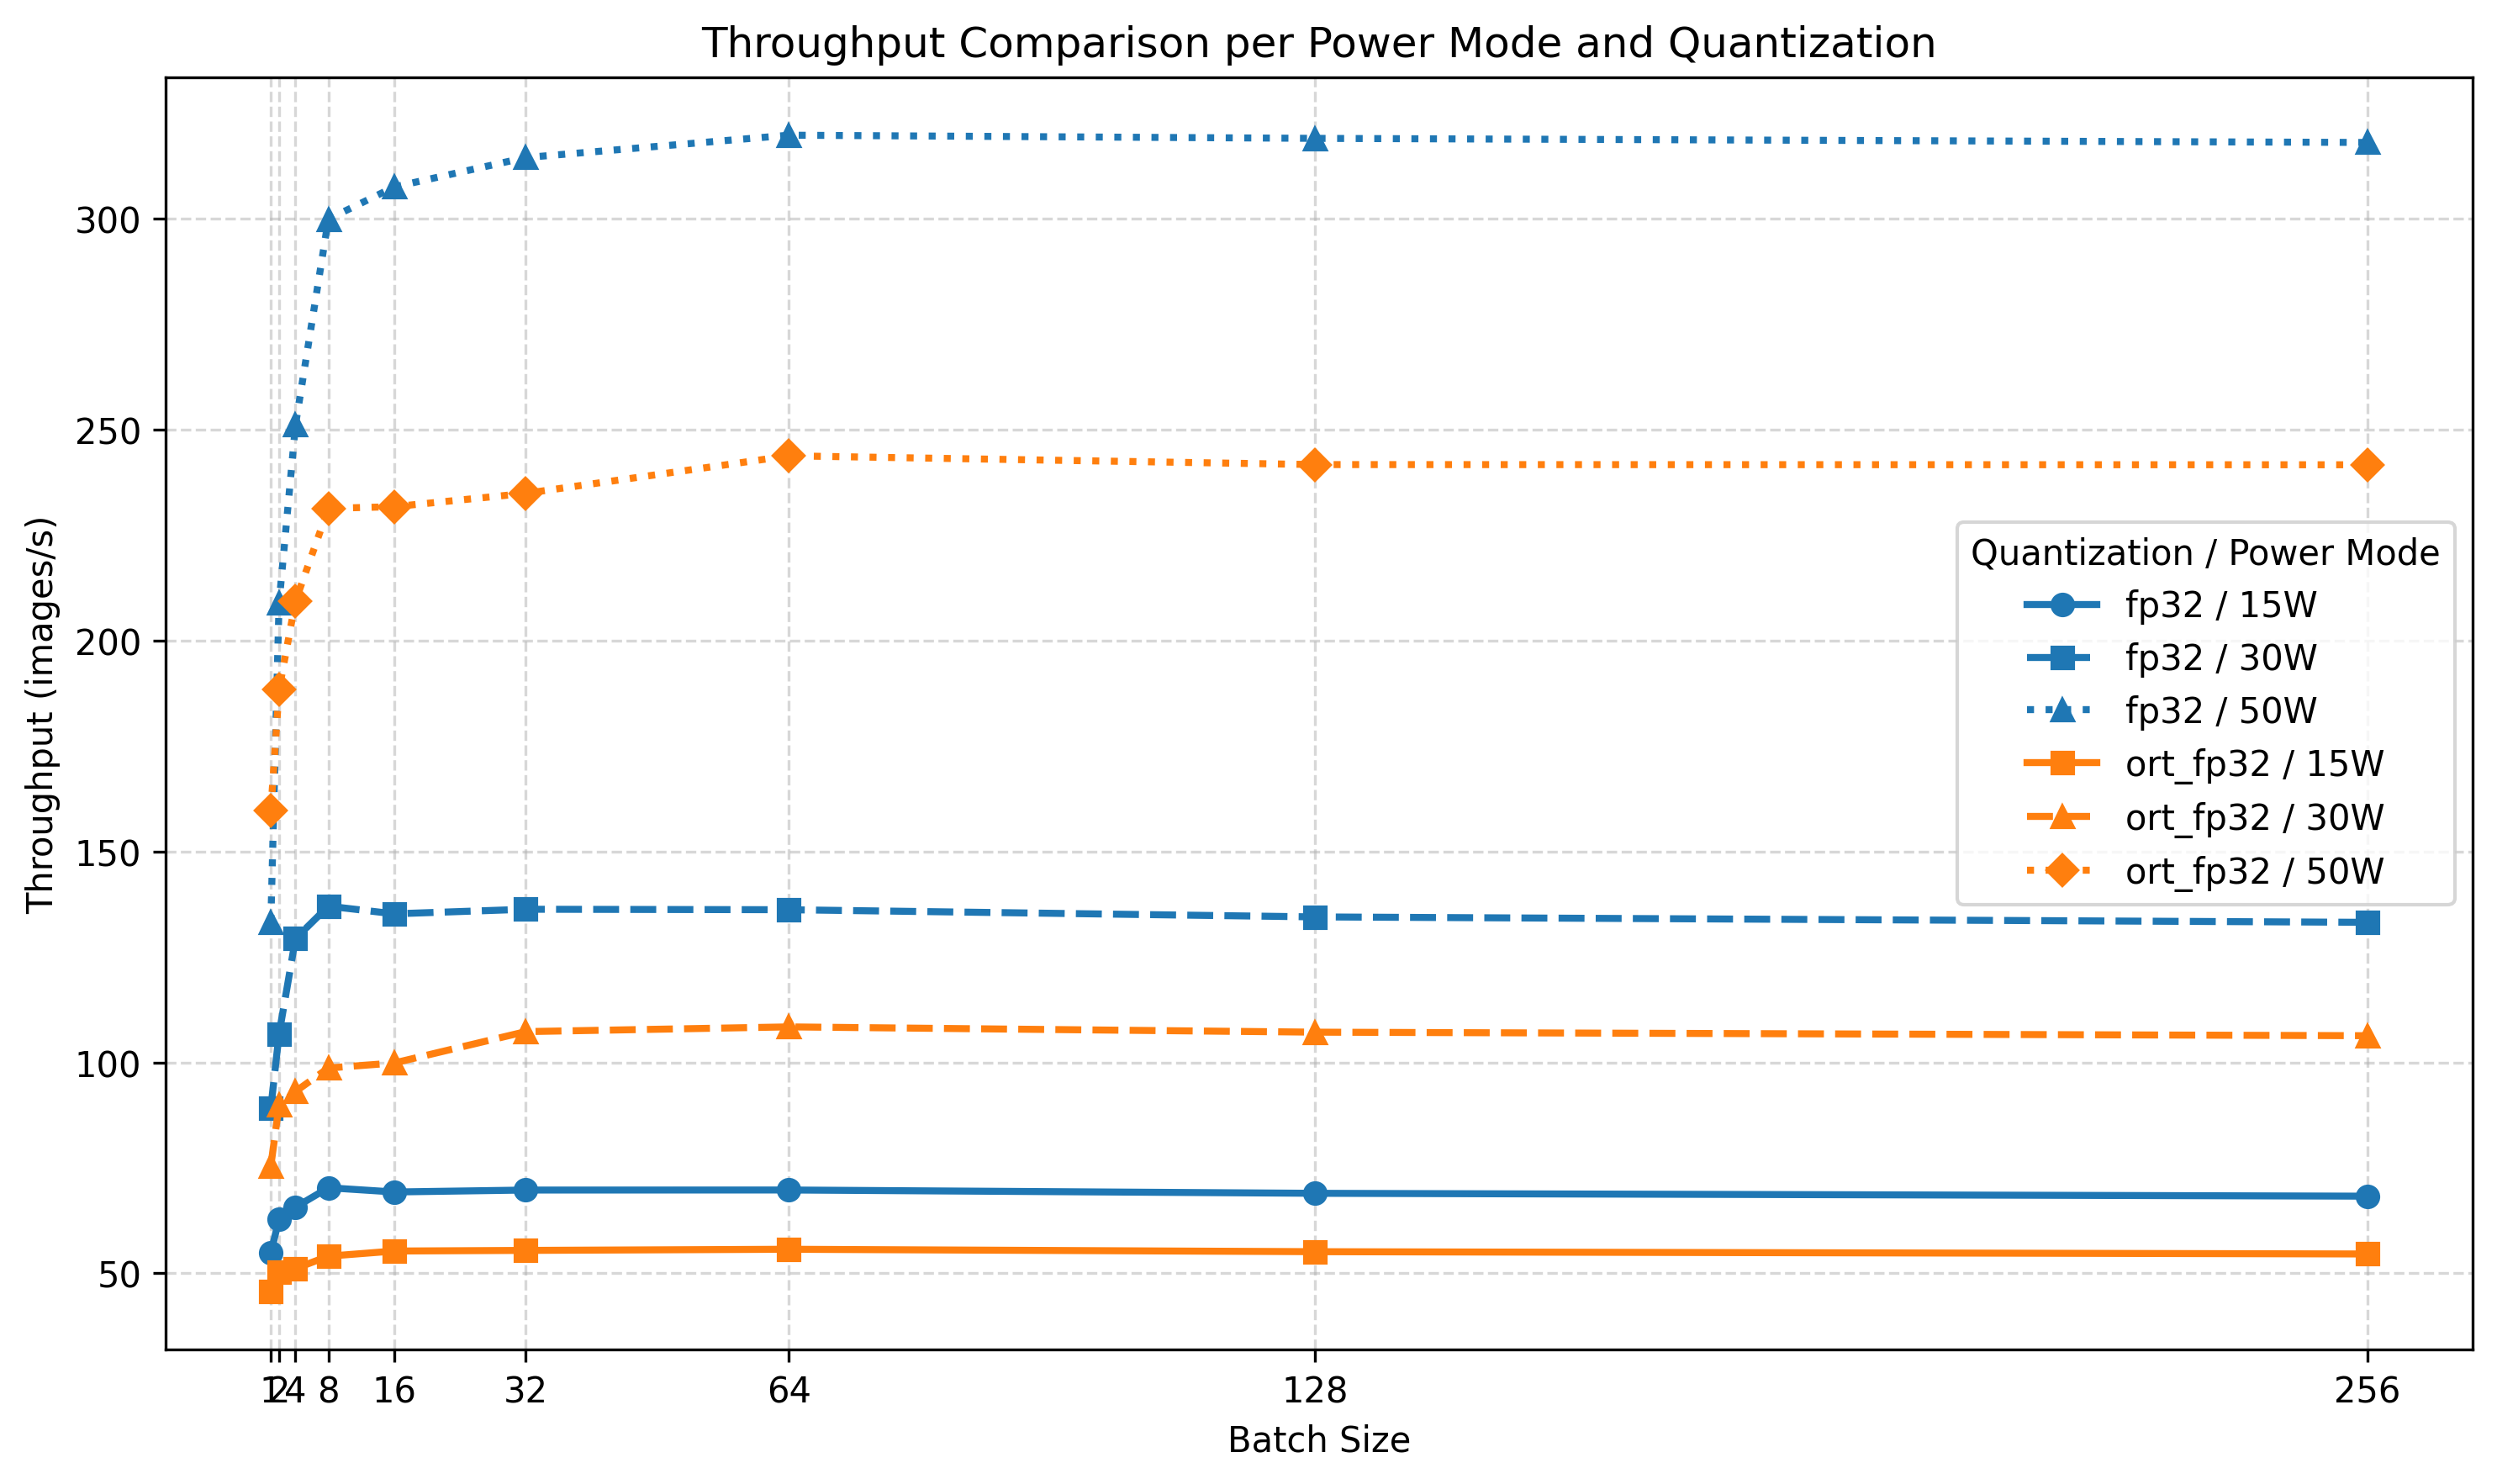 Throughput Comparison per Power Mode and Quantization
Throughput (images/s)
300
250
200
150
100
50
Quantization / Power Mode
fp32 / 15W
fp32 / 30W
fp32 / 50W
ort_fp32 / 15W
ort_fp32 / 30W
ort_fp32 / 50W
1 2 4 8 16 32 64 128 256
Batch Size